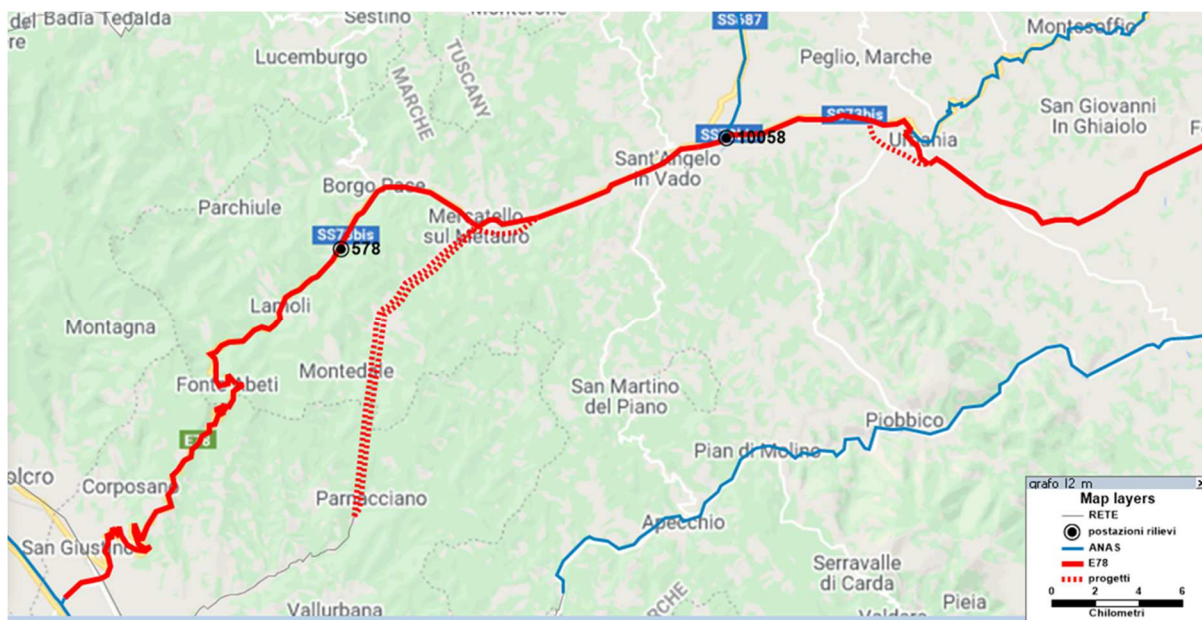 del Badia Tedalda
re
Sestino
Lucemburgo
TUSCANY
MARCHE
SS687
Montesoffio
Peglio, Marche
SS73bis
San Giovanni
In Ghiaiolo
10058
Urbania
Sant'Angelo
in Vado
Borgo Pace
Parchiule
Mercatello
sul Metauro
SS73bis
578
Lamoli
Montagna
Fonte Abeti
Montedale
San Martino
del Piano
Piobbico
Pian di Molino
Corposano
Parnacciano
Apecchio
San Giustino
Serravalle
di Carda
Vallurbana
Pieia
grafo l2 m
Map layers
RETE
postazioni rilievi
ANAS
E78
progetti
0 2 4 6
Chilometri